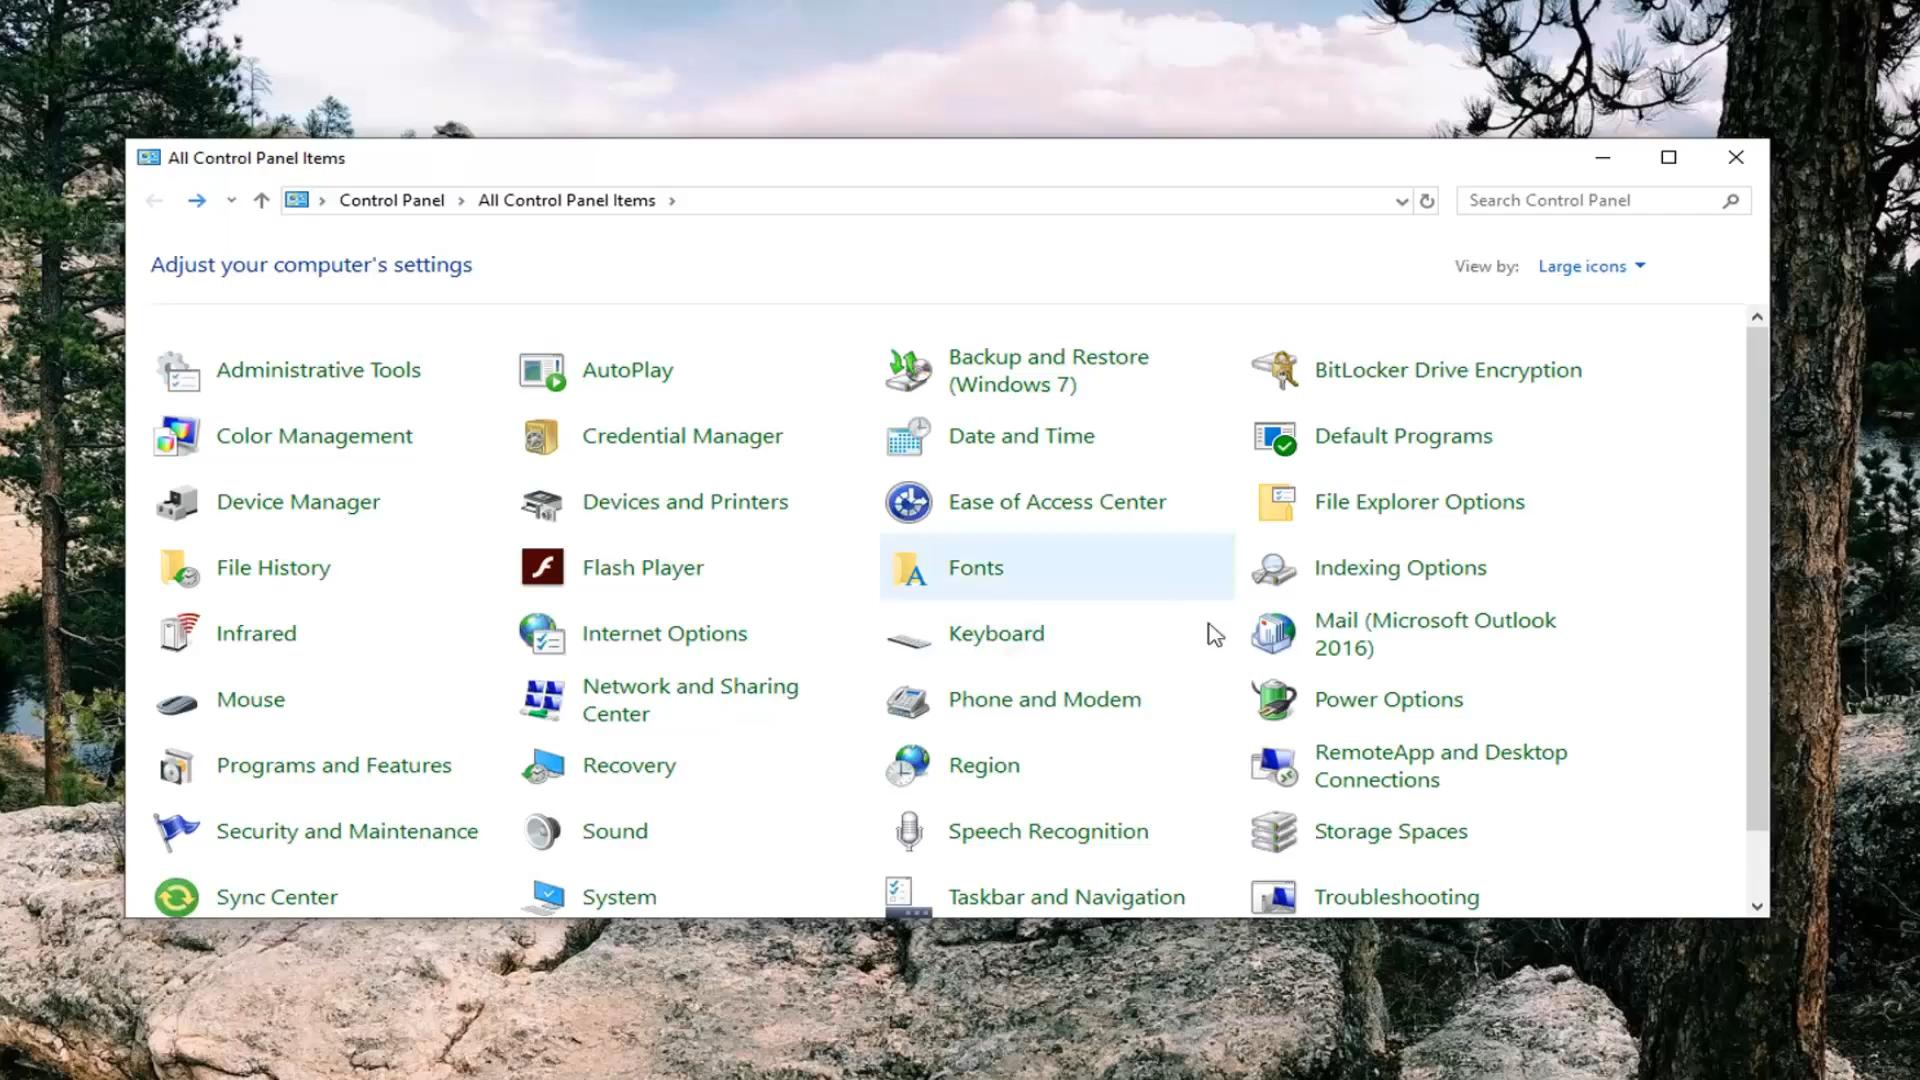 All Control Panel Items
Control Panel
All Control Panel Items
Search Control Panel
Adjust your computer's settings
View by: Large icons
Administrative Tools
AutoPlay
Backup and Restore
(Windows 7)
BitLocker Drive Encryption
Color Management
Credential Manager
Date and Time
Default Programs
Device Manager
Devices and Printers
Ease of Access Center
File Explorer Options
File History
Flash Player
Fonts
Indexing Options
Infrared
Internet Options
Keyboard
Mail (Microsoft Outlook
2016)
Mouse
Network and Sharing
Center
Phone and Modem
Power Options
Programs and Features
Recovery
Region
RemoteApp and Desktop
Connections
Security and Maintenance
Sound
Speech Recognition
Storage Spaces
Sync Center
System
Taskbar and Navigation
Troubleshooting